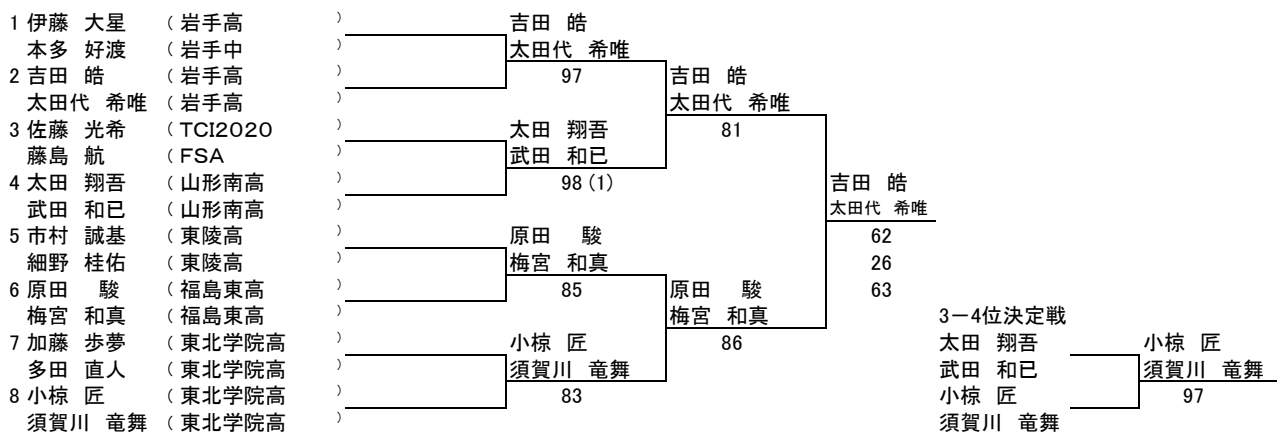 1 伊藤 大星 （ 岩手高 ） 吉田 皓
本多 好渡 （ 岩手中 ） 太田代 希唯
2 吉田 皓 （ 岩手高 ） 97 吉田 皓
太田代 希唯 （ 岩手高 ） 太田代 希唯
3 佐藤 光希 （ TCI2020 ） 太田 翔吾 81
藤島 航 （ FSA ） 武田 和已
4 太田 翔吾 （ 山形南高 ） 98(1) 吉田 皓
武田 和已 （ 山形南高 ） 太田代 希唯
5 市村 誠基 （ 東陵高 ） 原田 駿 62
細野 桂佑 （ 東陵高 ） 梅宮 和真 26
6 原田 駿 （ 福島東高 ） 85 原田 駿 63
梅宮 和真 （ 福島東高 ） 梅宮 和真 3－4位決定戦
7 加藤 歩夢 （ 東北学院高 ） 小椋 匠 86 太田 翔吾 小椋 匠
多田 直人 （ 東北学院高 ） 須賀川 竜舞 武田 和已 須賀川 竜舞
8 小椋 匠 （ 東北学院高 ） 83 小椋 匠 97
須賀川 竜舞 （ 東北学院高 ） 須賀川 竜舞